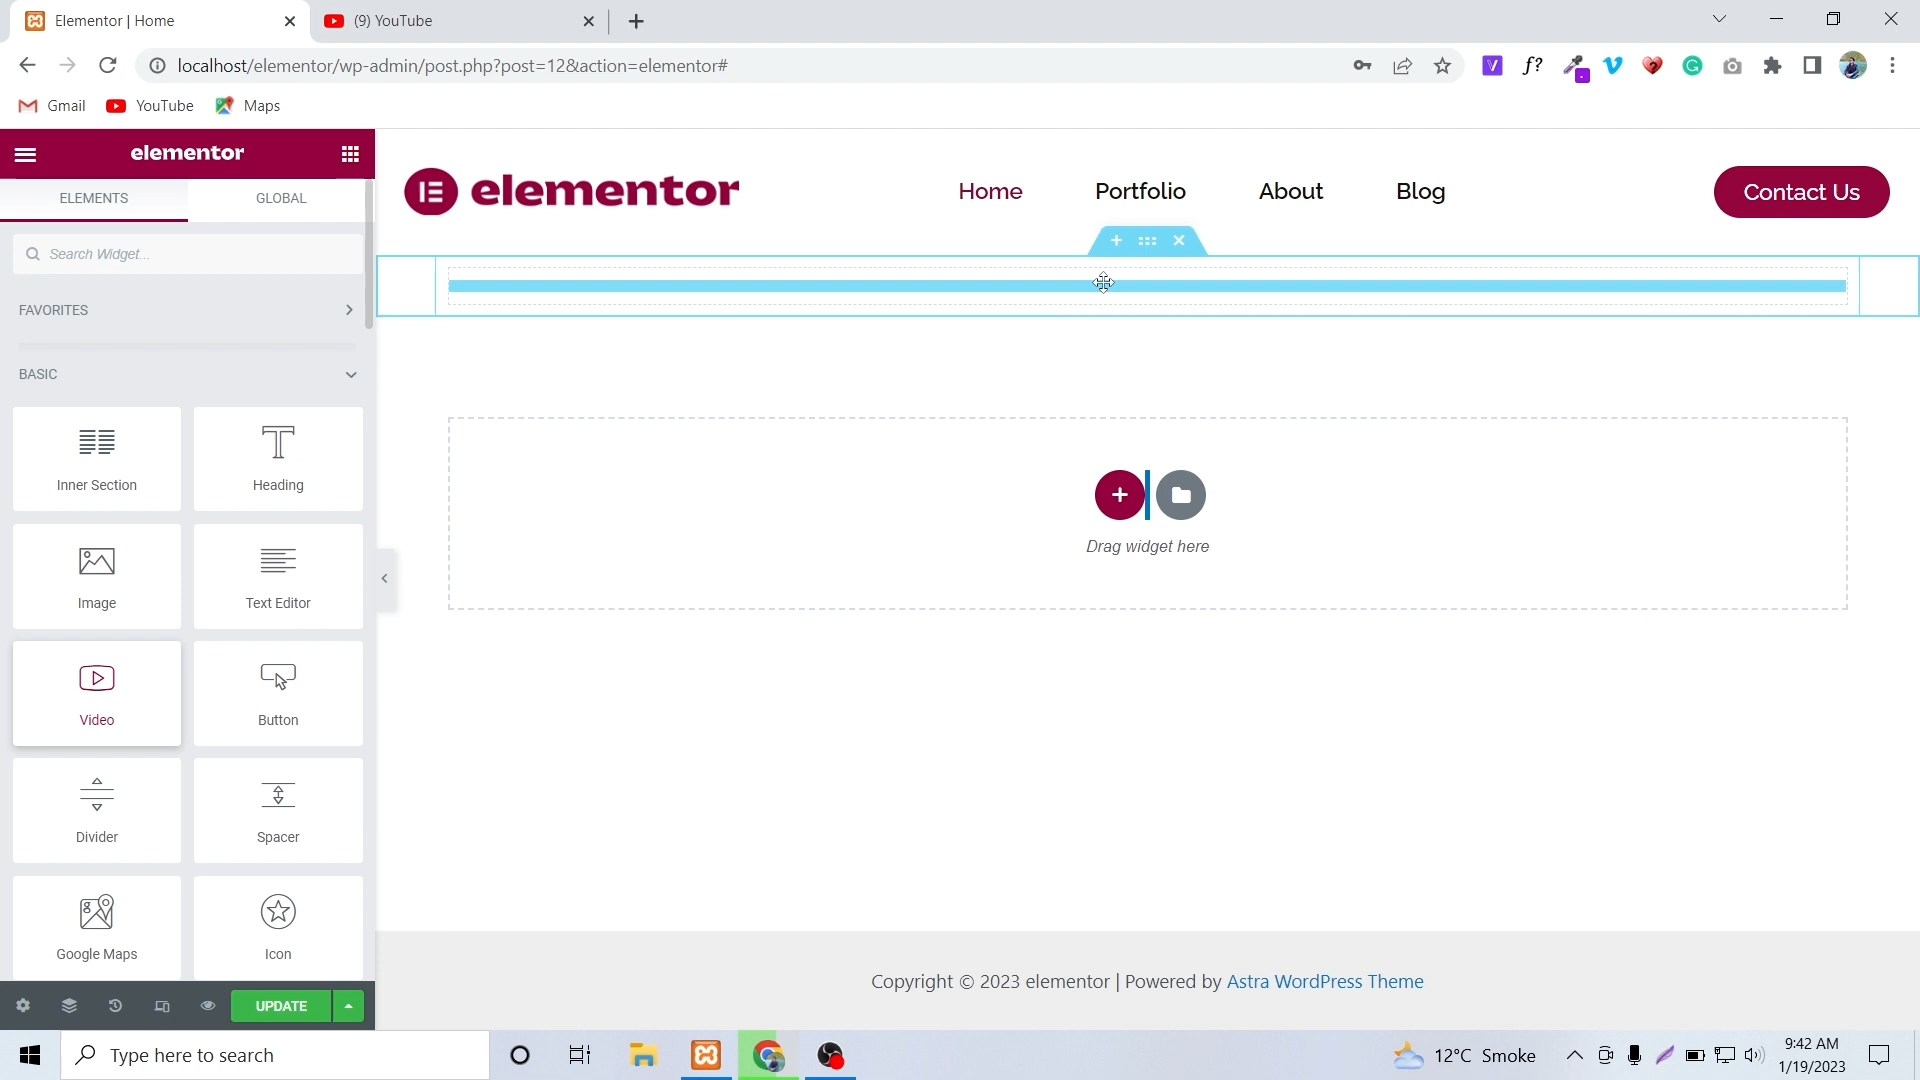 Elementor | Home
(9) YouTube
localhost/elementor/wp-admin/post.php?post=12&action=elementor#
f?
Gmail
YouTube
Maps
elementor
ELEMENTS
GLOBAL
Search Widget...
FAVORITES
BASIC
Inner Section
Heading
Image
Text Editor
Video
Button
Divider
Spacer
Google Maps
Icon
UPDATE
elementor
Home
Portfolio
About
Blog
Contact Us
Drag widget here
Copyright © 2023 elementor | Powered by Astra WordPress Theme
Type here to search
12°C Smoke
9:42 AM
1/19/2023